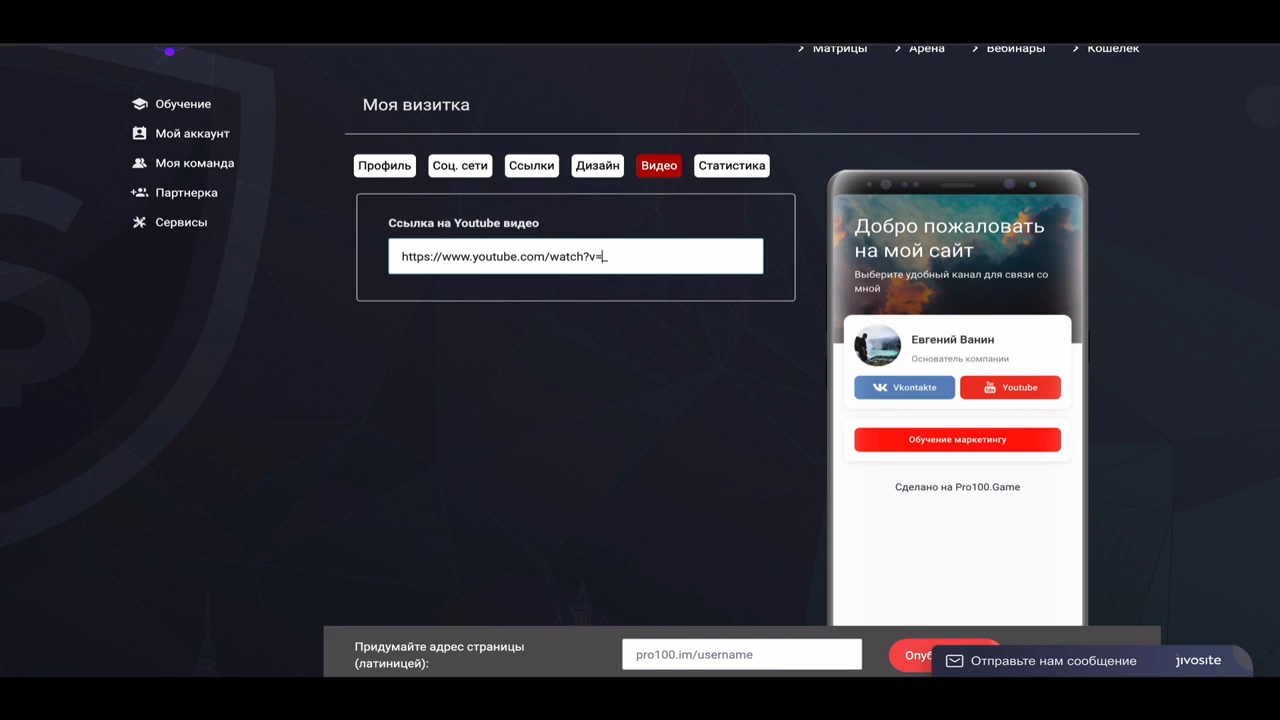 Матрицы
Арена
Вебинары
Кошелек
Обучение
Мой аккаунт
Моя команда
Партнерка
Сервисы
Моя визитка
Профиль
Соц. сети
Ссылки
Дизайн
Видео
Статистика
Ссылка на Youtube видео
https://www.youtube.com/watch?v=_
Добро пожаловать
на мой сайт
Выберите удобный канал для связи со
мной
Евгений Ванин
Основатель компании
Vkontakte
You Tube Youtube
Обучение маркетингу
Сделано на Pro100.Game
Придумайте адрес страницы
(латиницей):
pro100.im/username
Опуб
Отправьте нам сообщение
jivosite